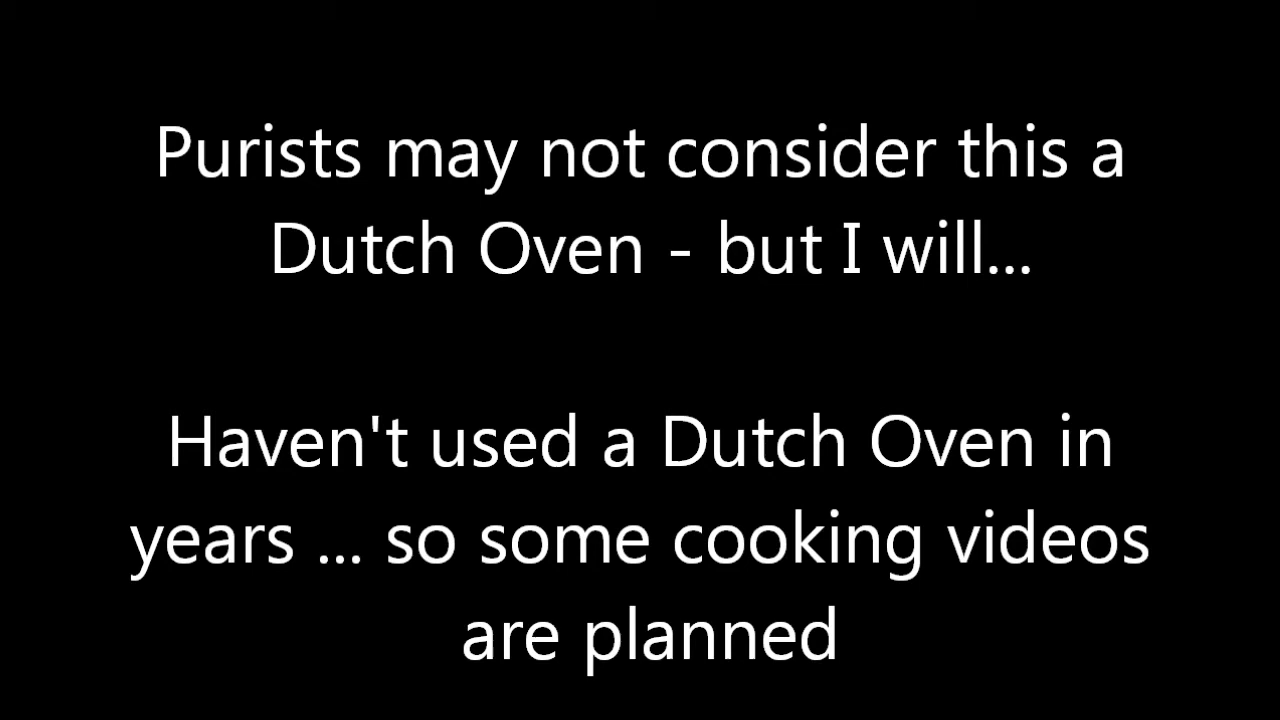 Purists may not consider this a
Dutch Oven - but I will...
Haven't used a Dutch Oven in
years ... so some cooking videos
are planned